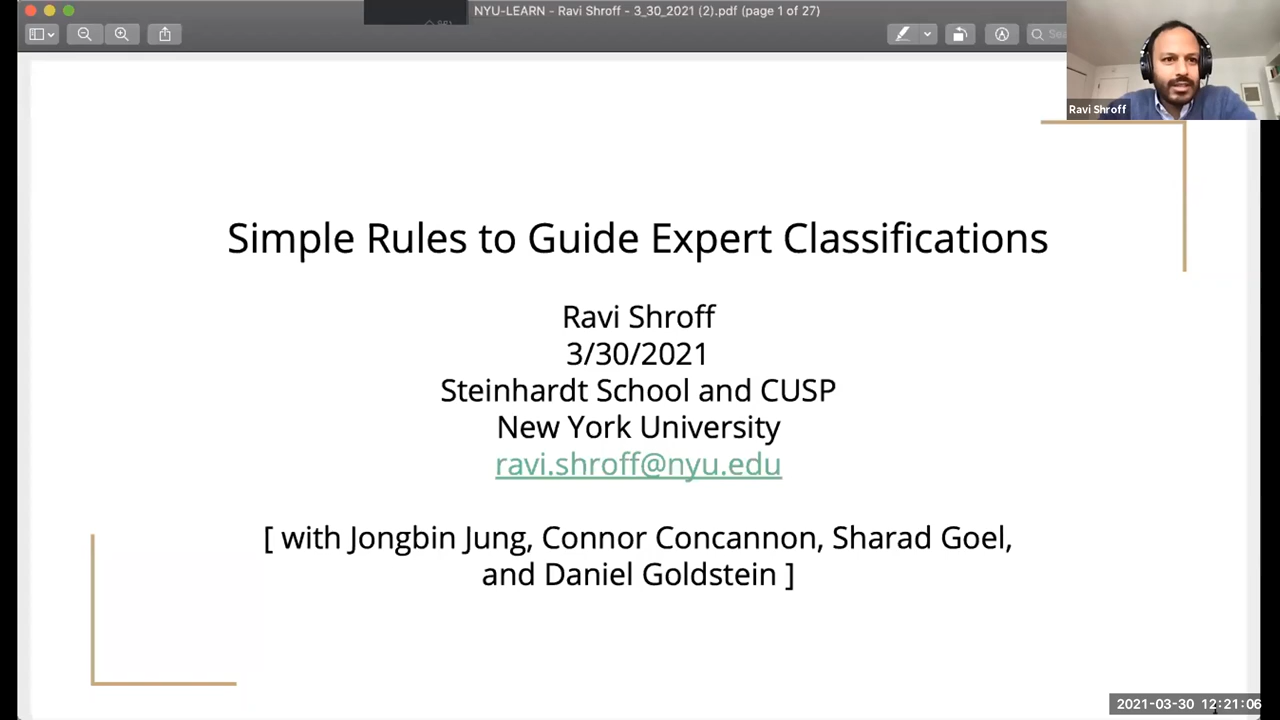 NYU-LEARN - Ravi Shroff - 3_30_2021 (2).pdf (page 1 of 27)
Ravi Shroff
Simple Rules to Guide Expert Classifications
Ravi Shroff
3/30/2021
Steinhardt School and CUSP
New York University
ravi.shroff@nyu.edu
[ with Jongbin Jung, Connor Concannon, Sharad Goel,
and Daniel Goldstein ]
2021-03-30 12:21:06